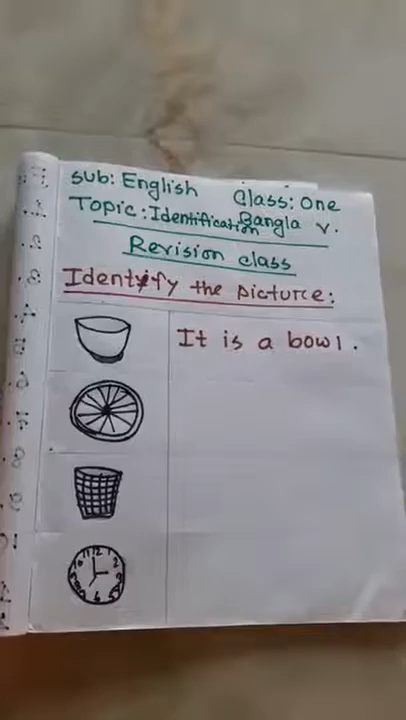 sub: English Class: One
Topic: Identification Bangla v.
Revision class
Identify the picture:
It is a bowl.